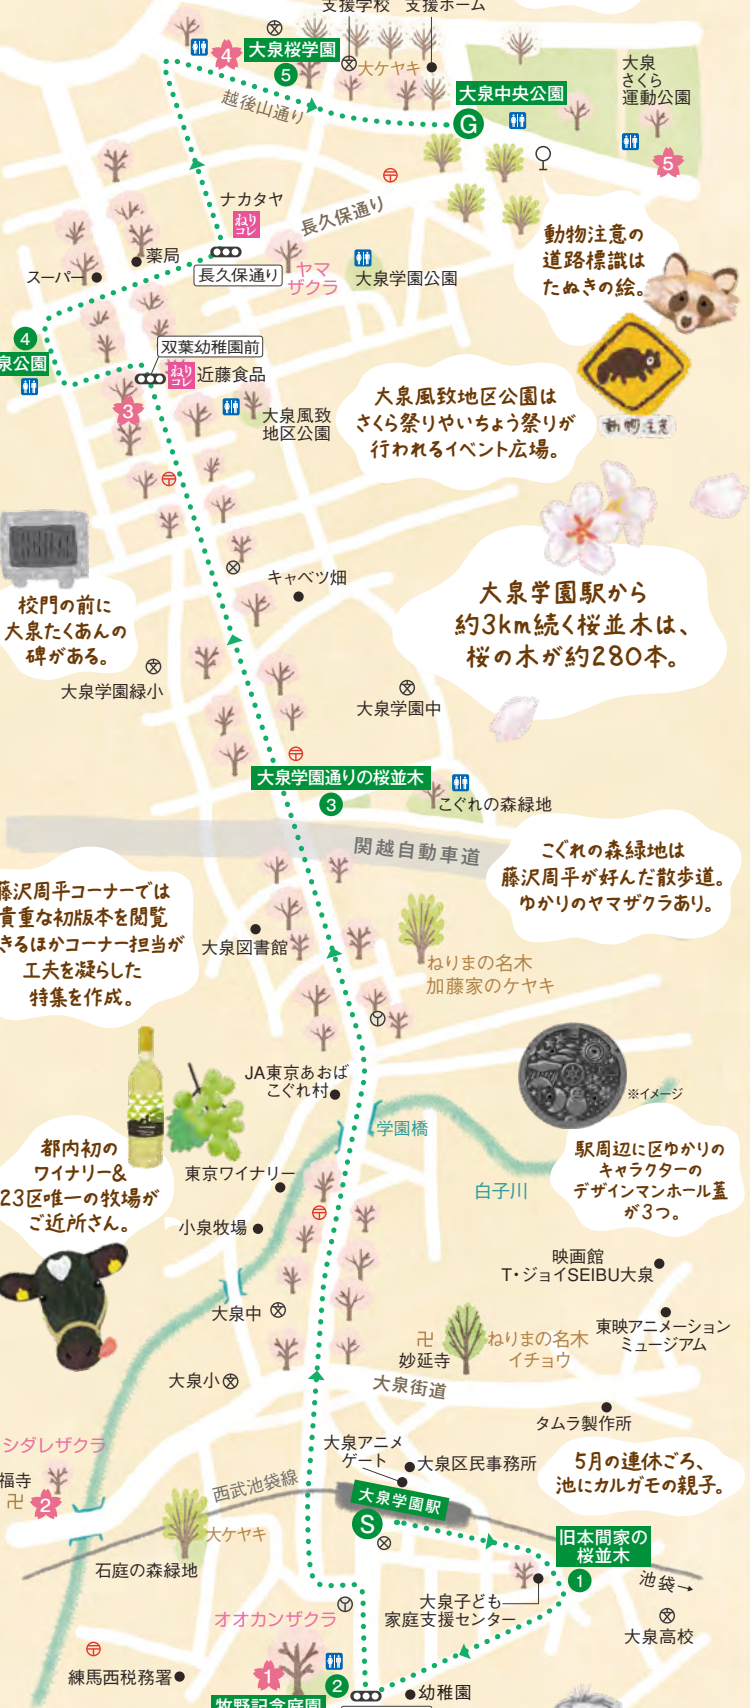 支援学校
支援ホーム
大泉桜学園
5
4
大ケヤキ
越後山通り
大泉中央公園
G
大泉
さくら
運動公園
5
ナカタヤ
ねり
コレ
長久保通り
薬局
スーパー
長久保通り
ヤマ
ザクラ
大泉学園公園
動物注意の
道路標識は
たぬきの絵。
動物注意
4
泉公園
双葉幼稚園前
ねり
コレ
近藤食品
3
大泉風致
地区公園
大泉風致地区公園は
さくら祭りやいちょう祭りが
行われるイベント広場。
キャベツ畑
大泉学園駅から
約3km続く桜並木は、
桜の木が約280本。
校門の前に
大泉たくあんの
碑がある。
大泉学園緑小
大泉学園中
大泉学園通りの桜並木
3
こぐれの森緑地
関越自動車道
こぐれの森緑地は
藤沢周平が好んだ散歩道。
ゆかりのヤマザクラあり。
藤沢周平コーナーでは
貴重な初版本を閲覧
きるほかコーナー担当が
工夫を凝らした
特集を作成。
大泉図書館
ねりまの名木
加藤家のケヤキ
JA東京あおば
こぐれ村
※イメージ
学園橋
白子川
駅周辺に区ゆかりの
キャラクターの
デザインマンホール蓋
が3つ。
都内初の
ワイナリー&
23区唯一の牧場が
ご近所さん。
東京ワイナリー
小泉牧場
大泉中
大泉小
映画館
T・ジョイSEIBU大泉
東映アニメーション
ミュージアム
卍
妙延寺
ねりまの名木
イチョウ
大泉街道
タムラ製作所
シダレザクラ
福寺
卍
2
大泉アニメ
ゲート
大泉区民事務所
西武池袋線
大泉学園駅
S
5月の連休ごろ、
池にカルガモの親子。
旧本間家の
桜並木
1
池袋→
大ケヤキ
石庭の森緑地
大泉子ども
家庭支援センター
大泉高校
オオカンザクラ
1
2
練馬西税務署
牧野記念庭園
幼稚園